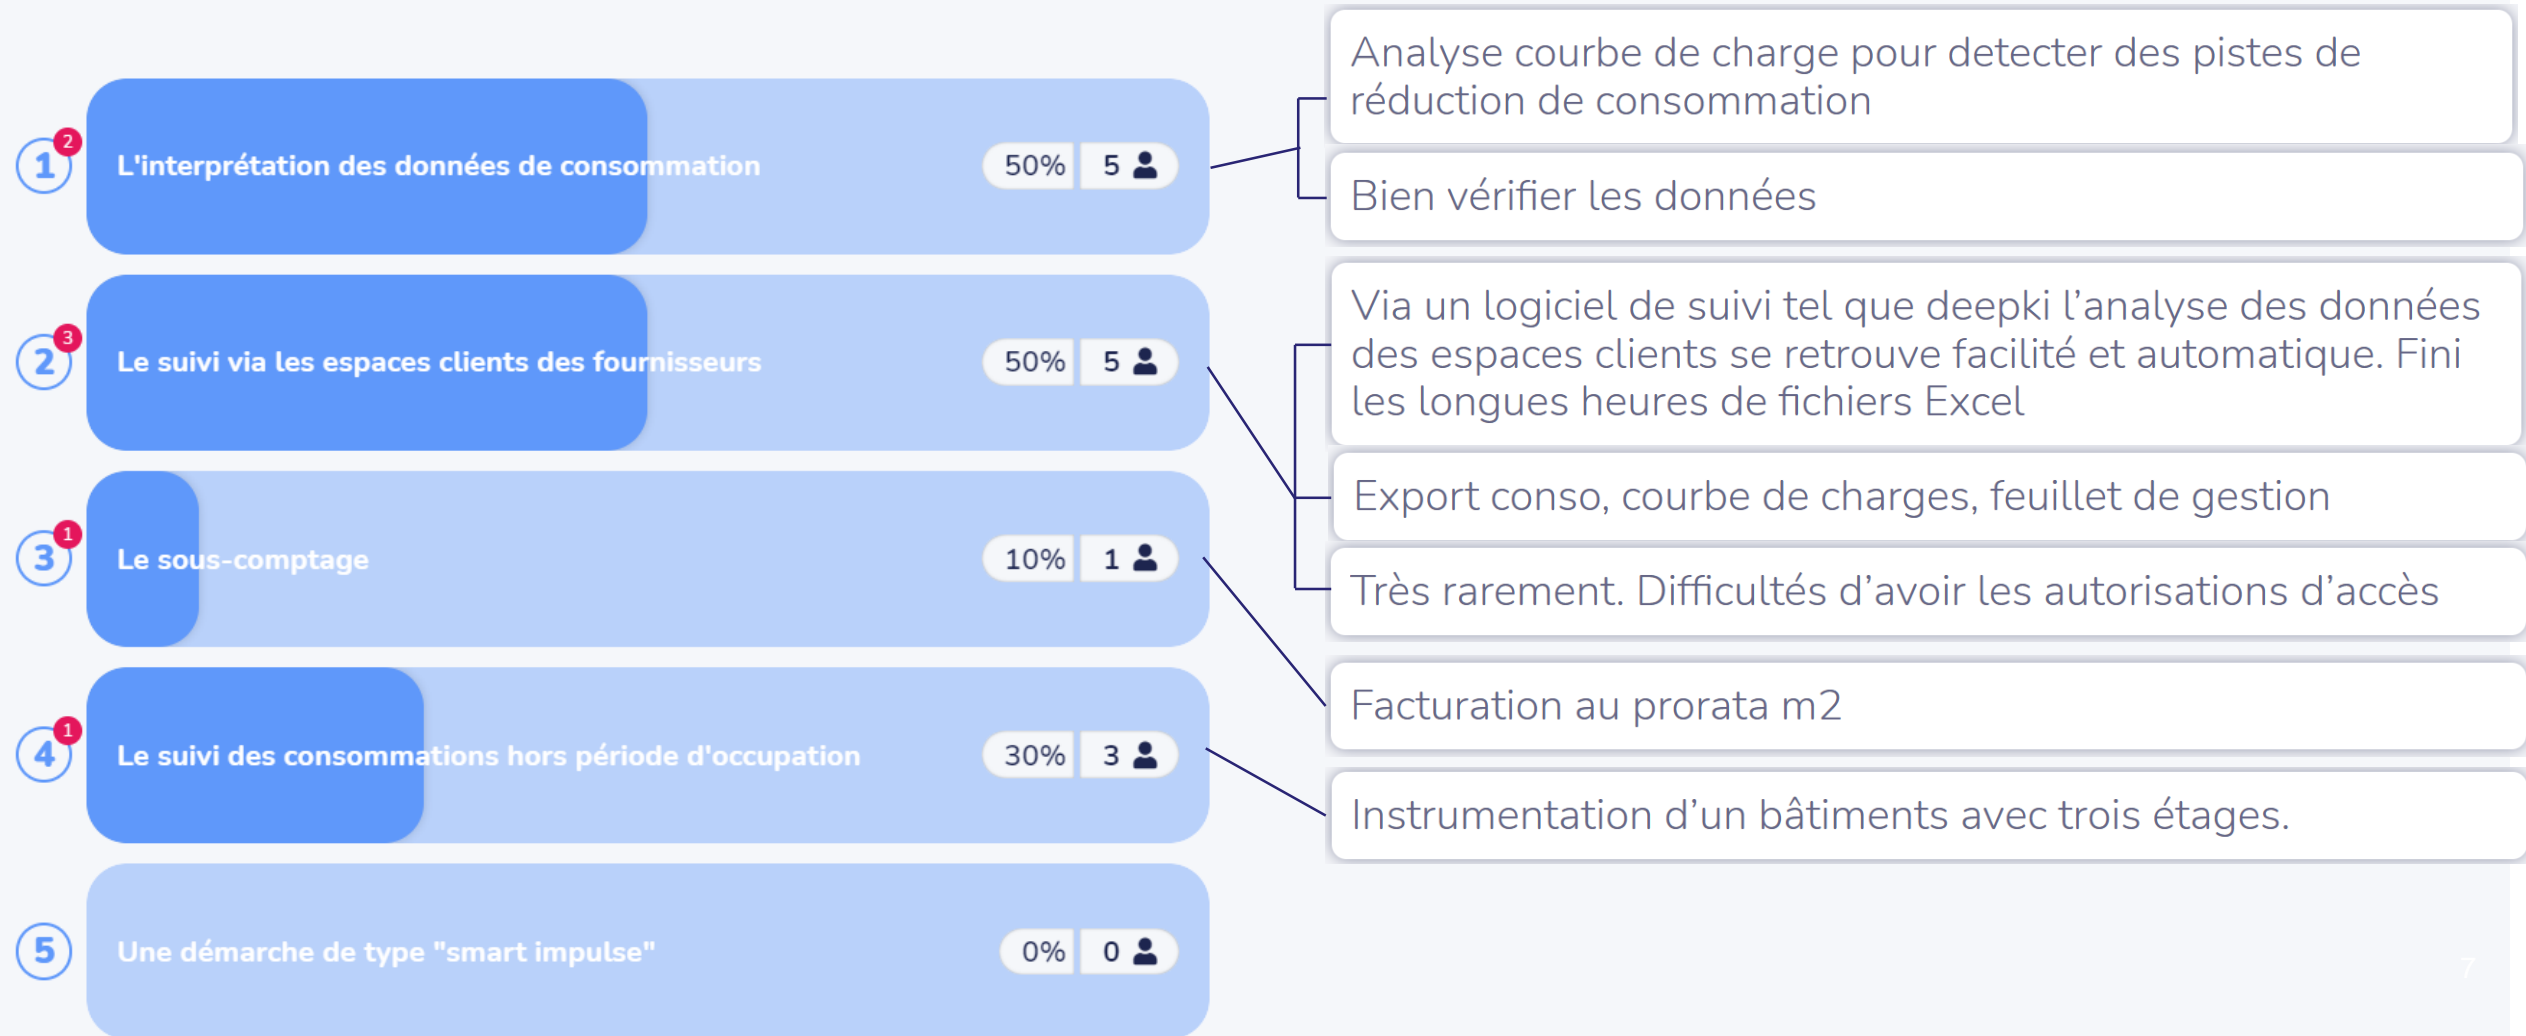 2
1
L'interprétation des données de consommation
50%
5
Analyse courbe de charge pour detecter des pistes de
réduction de consommation
Bien vérifier les données
3
2
Le suivi via les espaces clients des fournisseurs
50%
5
Via un logiciel de suivi tel que deepki l’analyse des données
des espaces clients se retrouve facilité et automatique. Fini
les longues heures de fichiers Excel
Export conso, courbe de charges, feuillet de gestion
Très rarement. Difficultés d’avoir les autorisations d’accès
1
3
Le sous-comptage
10%
1
Facturation au prorata m2
1
4
Le suivi des consommations hors période d'occupation
30%
3
Instrumentation d’un bâtiments avec trois étages.
5
Une démarche de type "smart impulse"
0%
0
7